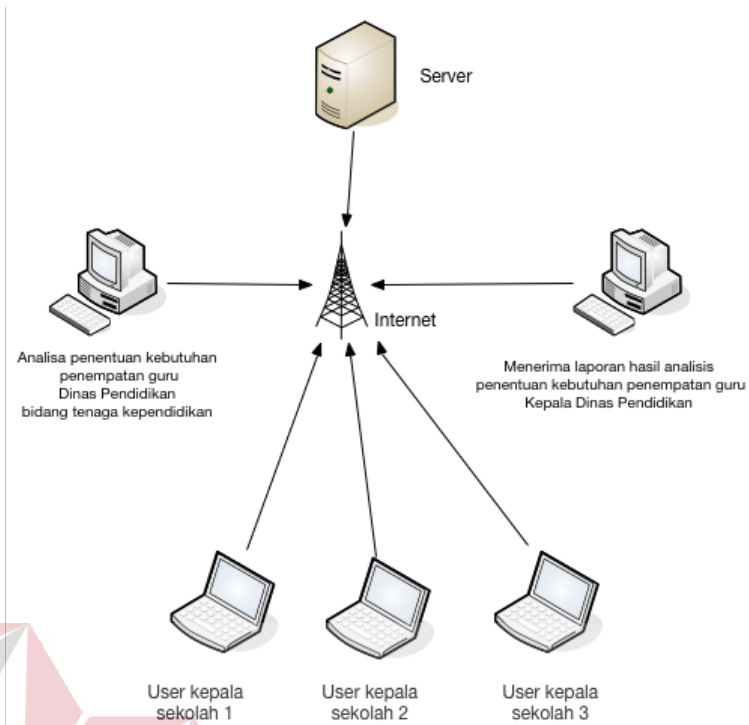 Server
Internet
Analisa penentuan kebutuhan
penempatan guru
Dinas Pendidikan
bidang tenaga kependidikan
Menerima laporan hasil analisis
penentuan kebutuhan penempatan guru
Kepala Dinas Pendidikan
User kepala
sekolah 1
User kepala
sekolah 2
User kepala
sekolah 3